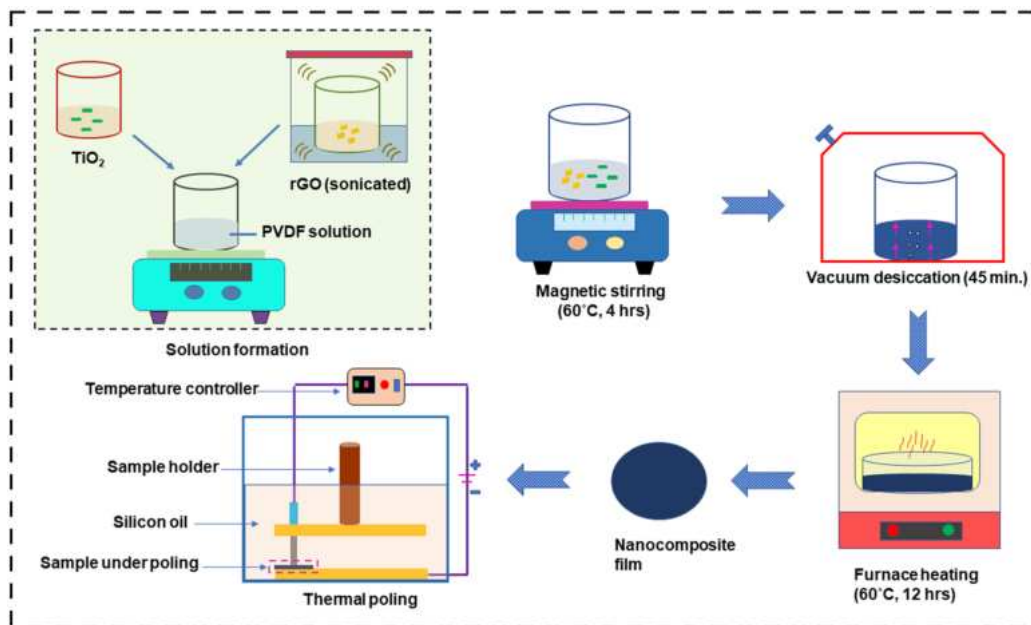 TiO₂
rGO (sonicated)
PVDF solution
Solution formation
Magnetic stirring
(60°C, 4 hrs)
Vacuum desiccation (45 min.)
Temperature controller
Sample holder
Silicon oil
Sample under poling
Thermal poling
+
−
Nanocomposite
film
Furnace heating
(60°C, 12 hrs)